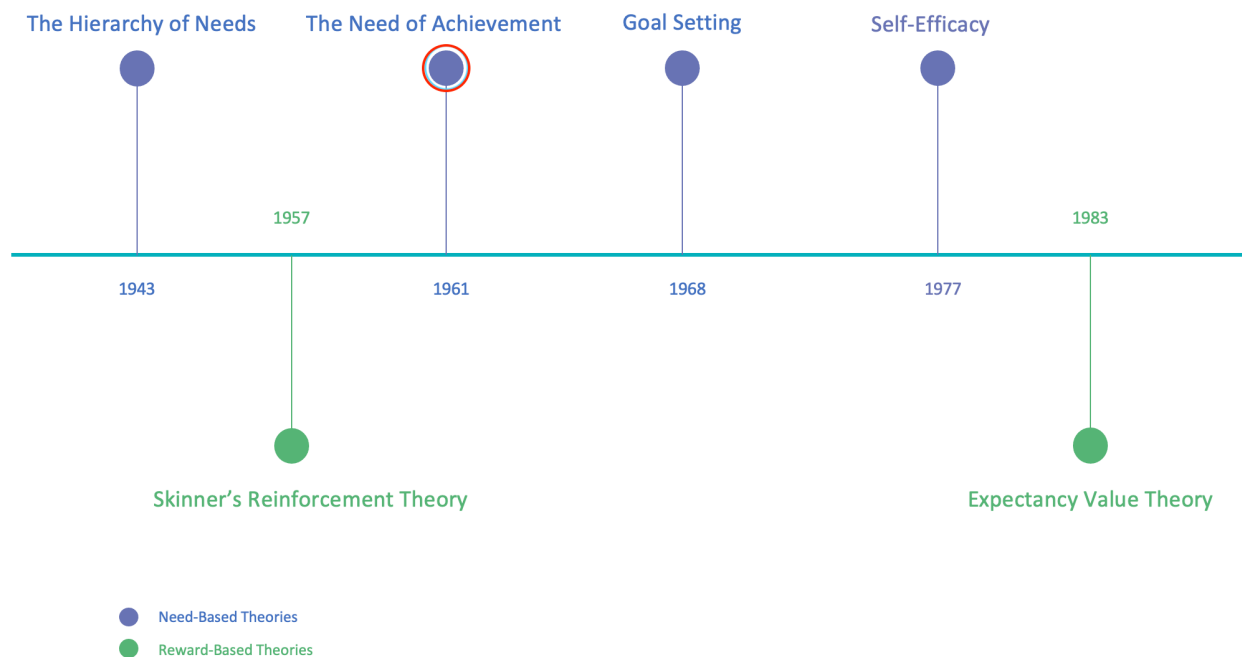 The Hierarchy of Needs
The Need of Achievement
Goal Setting
Self-Efficacy
1957
1983
1943
1961
1968
1977
Skinner’s Reinforcement Theory
Expectancy Value Theory
Need-Based Theories
Reward-Based Theories